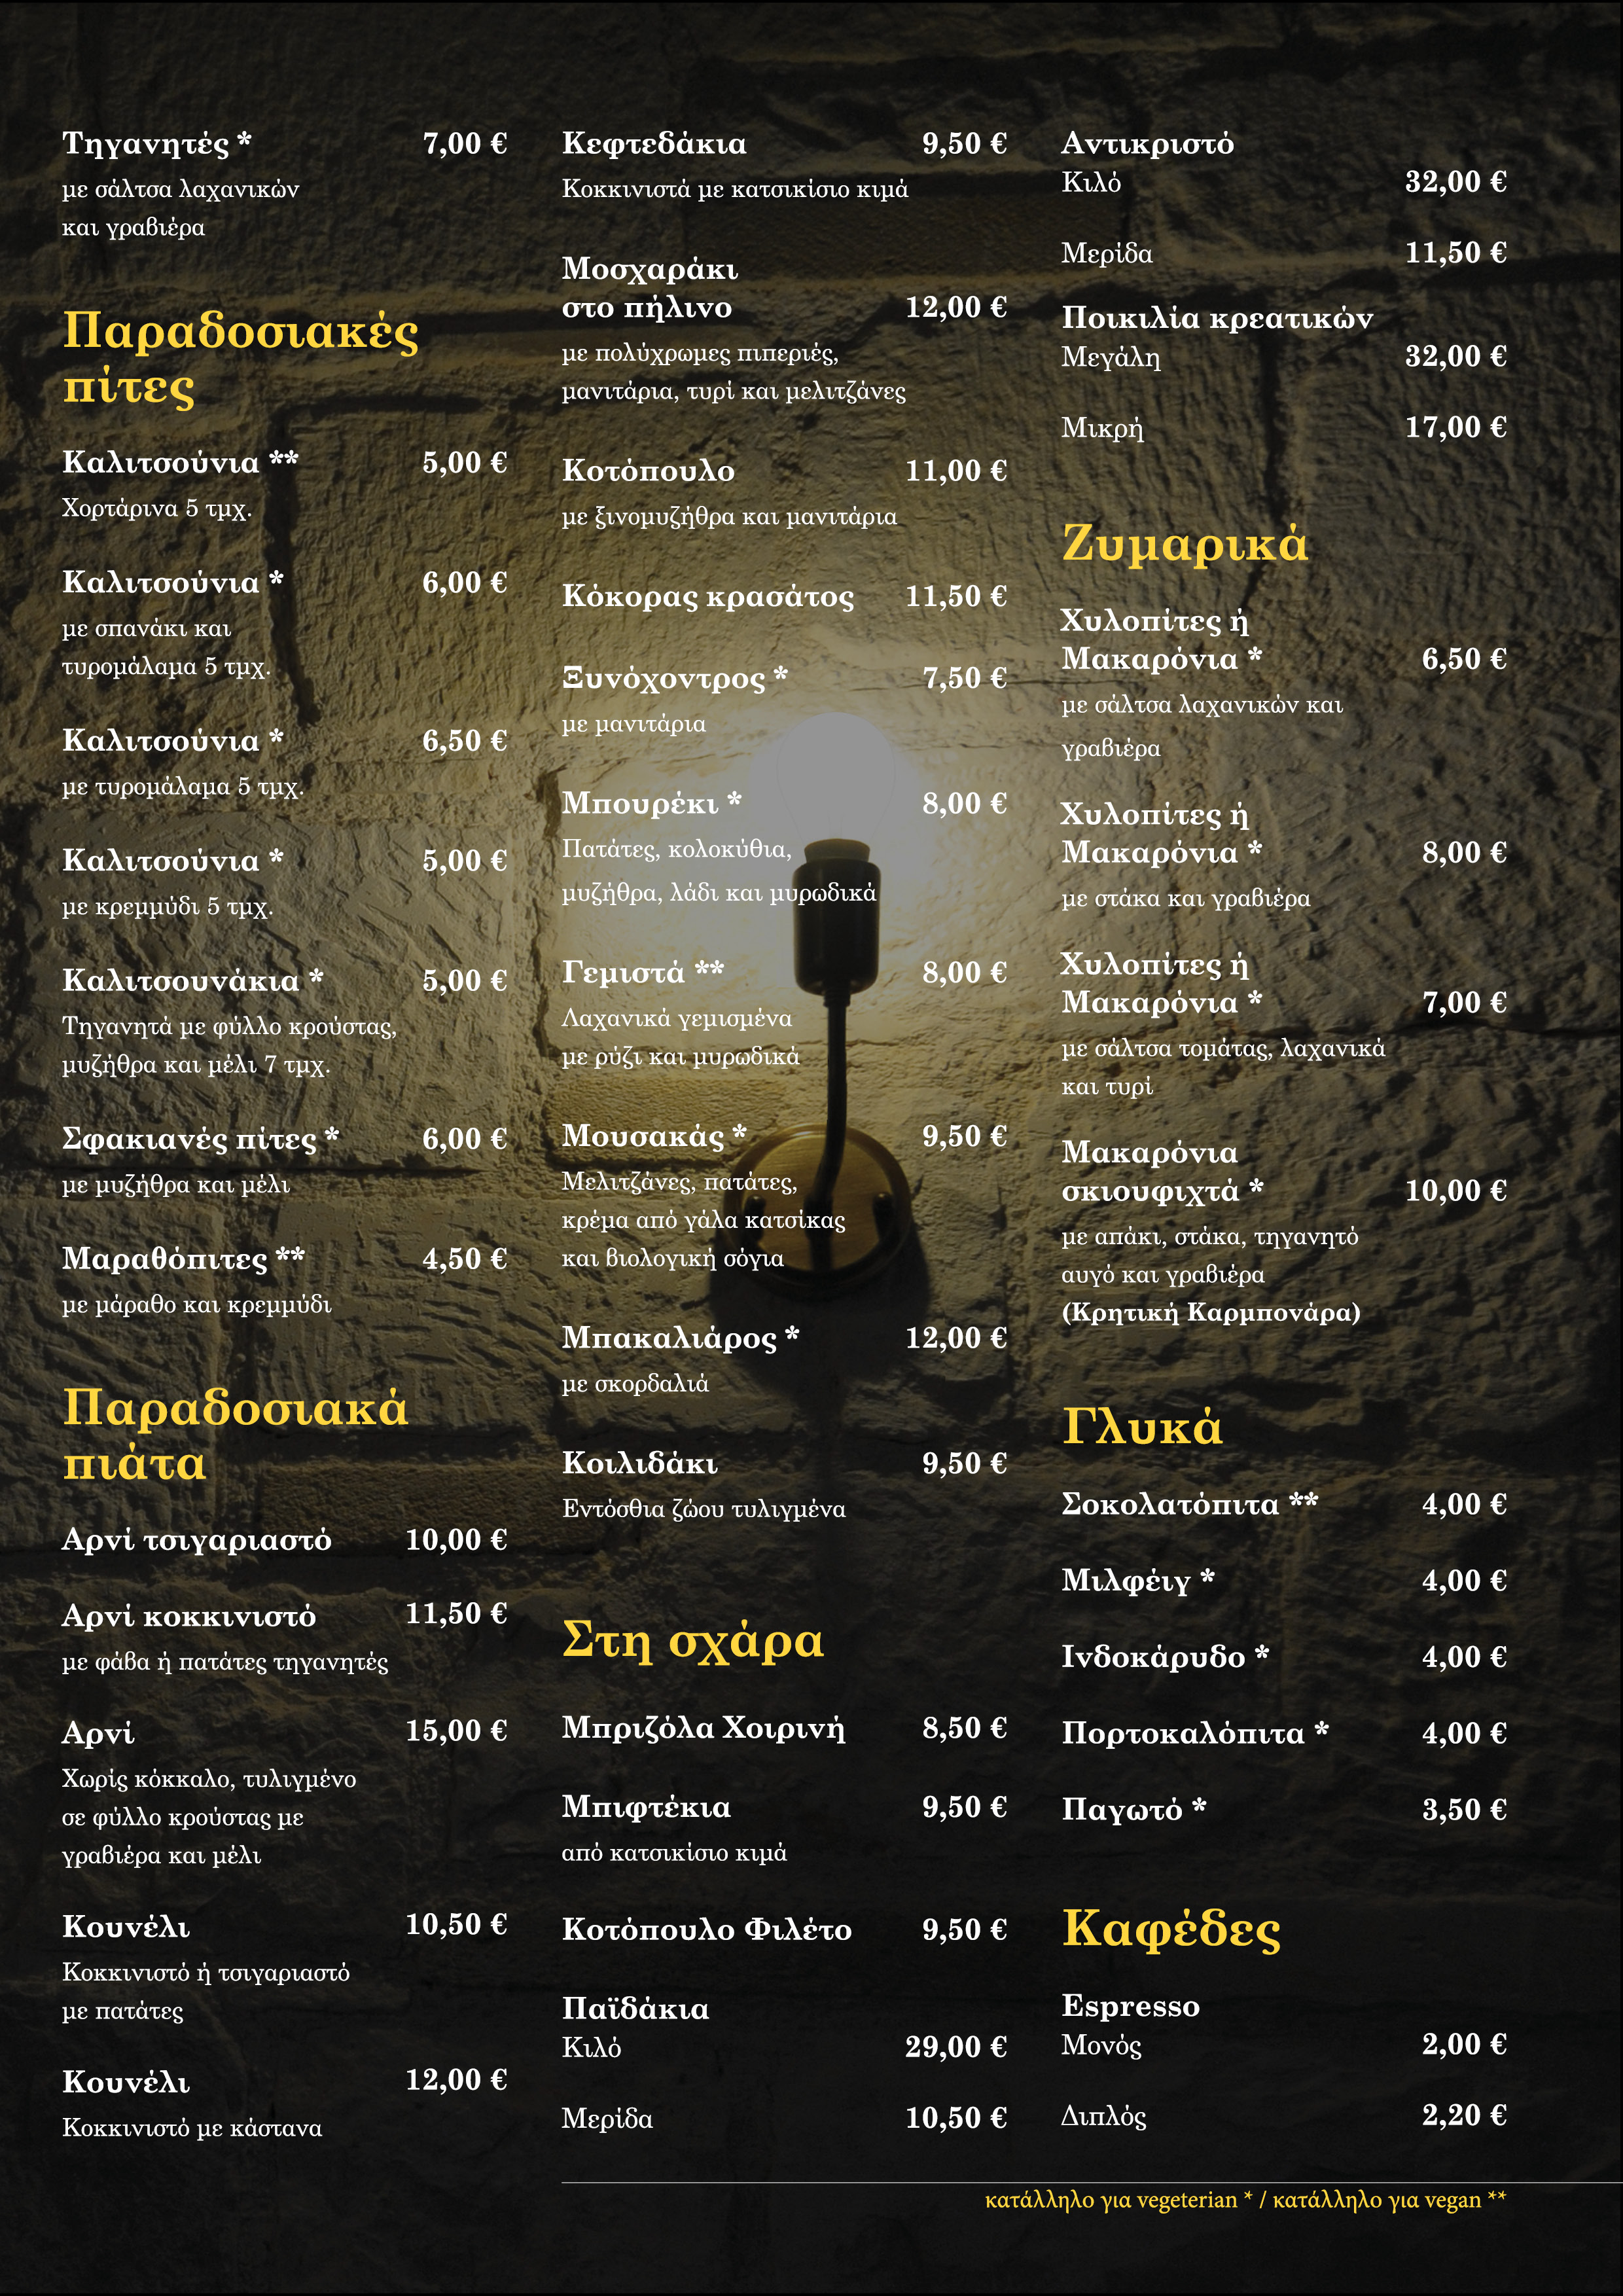 Τηγανητές * 7,00 €
με σάλτσα λαχανικών
και γραβιέρα
Παραδοσιακές
πίτες
Καλιτσούνια ** 5,00 €
Χορτάρινα 5 τμχ.
Καλιτσούνια * 6,00 €
με σπανάκι και
τυρομάλαμα 5 τμχ.
Καλιτσούνια * 6,50 €
με τυρομάλαμα 5 τμχ.
Καλιτσούνια * 5,00 €
με κρεμμύδι 5 τμχ.
Καλιτσουνάκια * 5,00 €
Τηγανητά με φύλλο κρούστας,
μυζήθρα και μέλι 7 τμχ.
Σφακιανές πίτες * 6,00 €
με μυζήθρα και μέλι
Μαραθόπιτες ** 4,50 €
με μάραθο και κρεμμύδι
Παραδοσιακά
πιάτα
Αρνί τσιγαριαστό 10,00 €
Αρνί κοκκινιστό 11,50 €
με φάβα ή πατάτες τηγανητές
Αρνί 15,00 €
Χωρίς κόκκαλο, τυλιγμένο
σε φύλλο κρούστας με
γραβιέρα και μέλι
Κουνέλι 10,50 €
Κοκκινιστό ή τσιγαριαστό
με πατάτες
Κουνέλι 12,00 €
Κοκκινιστό με κάστανα
Κεφτεδάκια 9,50 €
Κοκκινιστά με κατσικίσιο κιμά
Μοσχαράκι
στο πήλινο 12,00 €
με πολύχρωμες πιπεριές,
μανιτάρια, τυρί και μελιτζάνες
Κοτόπουλο 11,00 €
με ξινομυζήθρα και μανιτάρια
Κόκορας κρασάτος 11,50 €
Ξυνόχοντρος * 7,50 €
με μανιτάρια
Μπουρέκι * 8,00 €
Πατάτες, κολοκύθια,
μυζήθρα, λάδι και μυρωδικά
Γεμιστά ** 8,00 €
Λαχανικά γεμισμένα
με ρύζι και μυρωδικά
Μουσακάς * 9,50 €
Μελιτζάνες, πατάτες,
κρέμα από γάλα κατσίκας
και βιολογική σόγια
Μπακαλιάρος * 12,00 €
με σκορδαλιά
Κοιλιδάκι 9,50 €
Εντόσθια ζώου τυλιγμένα
Στη σχάρα
Μπριζόλα Χοιρινή 8,50 €
Μπιφτέκια 9,50 €
από κατσικίσιο κιμά
Κοτόπουλο Φιλέτο 9,50 €
Παϊδάκια
Κιλό 29,00 €
Μερίδα 10,50 €
Αντικριστό
Κιλό 32,00 €
Μερίδα 11,50 €
Ποικιλία κρεατικών
Μεγάλη 32,00 €
Μικρή 17,00 €
Ζυμαρικά
Χυλοπίτες ή
Μακαρόνια * 6,50 €
με σάλτσα λαχανικών και
γραβιέρα
Χυλοπίτες ή
Μακαρόνια * 8,00 €
με στάκα και γραβιέρα
Χυλοπίτες ή
Μακαρόνια * 7,00 €
με σάλτσα τομάτας, λαχανικά
και τυρί
Μακαρόνια
σκιουφιχτά * 10,00 €
με απάκι, στάκα, τηγανητό
αυγό και γραβιέρα
(Κρητική Καρμπονάρα)
Γλυκά
Σοκολατόπιτα ** 4,00 €
Μιλφέιγ * 4,00 €
Ινδοκάρυδο * 4,00 €
Πορτοκαλόπιτα * 4,00 €
Παγωτό * 3,50 €
Καφέδες
Espresso
Μονός 2,00 €
Διπλός 2,20 €
κατάλληλο για vegeterian * / κατάλληλο για vegan **